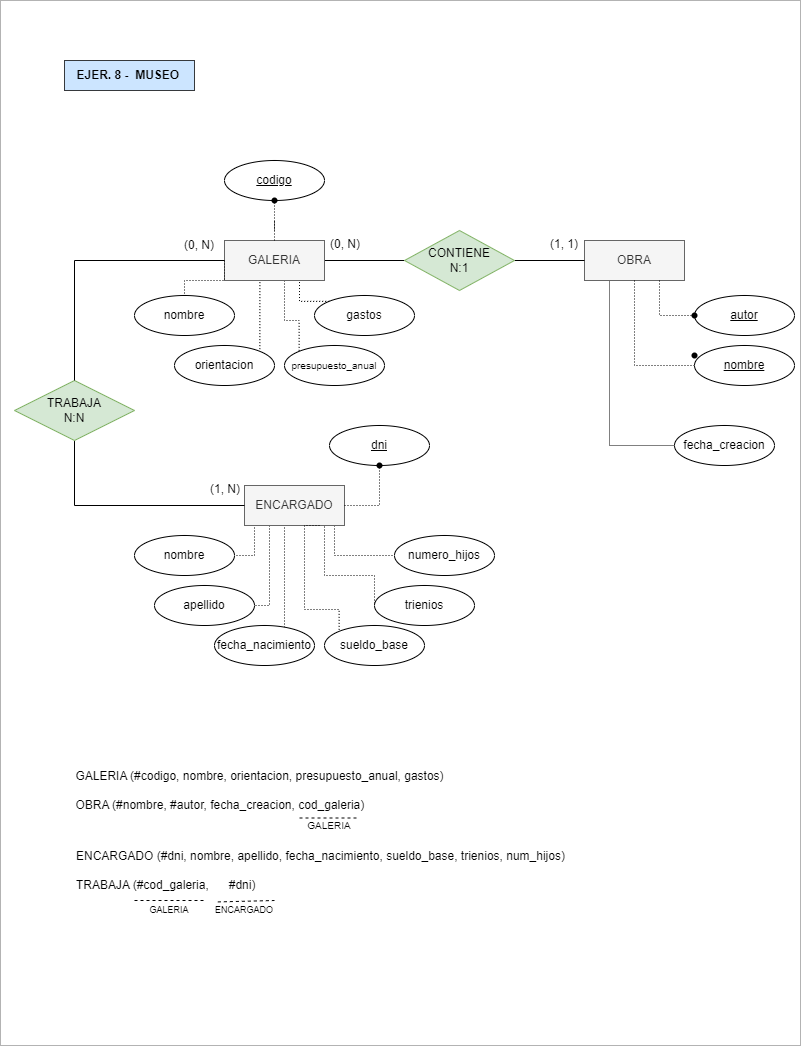 EJER. 8 -  MUSEO
codigo
(0, N)
GALERIA
(0, N)
CONTIENE
N:1
(1, 1)
OBRA
nombre
gastos
autor
orientacion
presupuesto_anual
nombre
TRABAJA
N:N
dni
fecha_creacion
(1, N)
ENCARGADO
nombre
numero_hijos
apellido
trienios
fecha_nacimiento
sueldo_base
GALERIA (#codigo, nombre, orientacion, presupuesto_anual, gastos)
OBRA (#nombre, #autor, fecha_creacion, cod_galeria)
GALERIA
ENCARGADO (#dni, nombre, apellido, fecha_nacimiento, sueldo_base, trienios, num_hijos)
TRABAJA (#cod_galeria,      #dni)
GALERIA
ENCARGADO